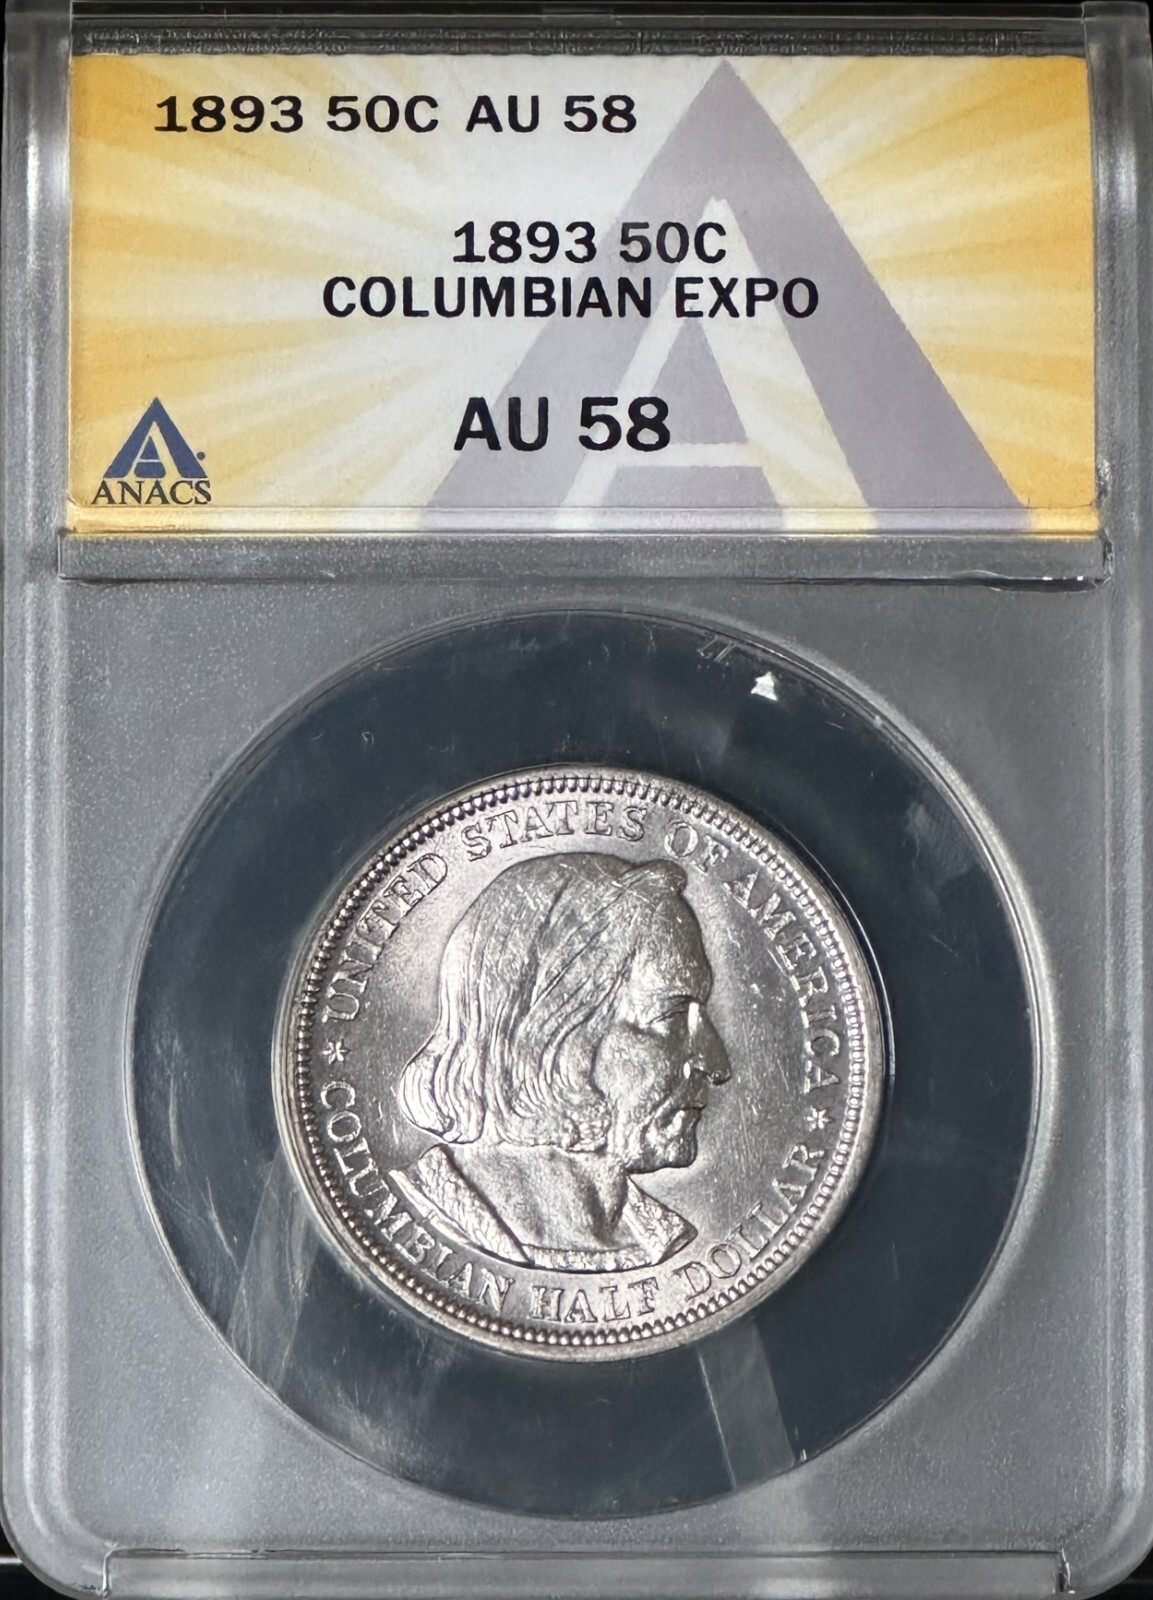 1893 50C AU 58
1893 50C
COLUMBIAN EXPO
AU 58
ANACS
UNITED STATES OF AMERICA
* COLUMBIAN HALF DOLLAR *